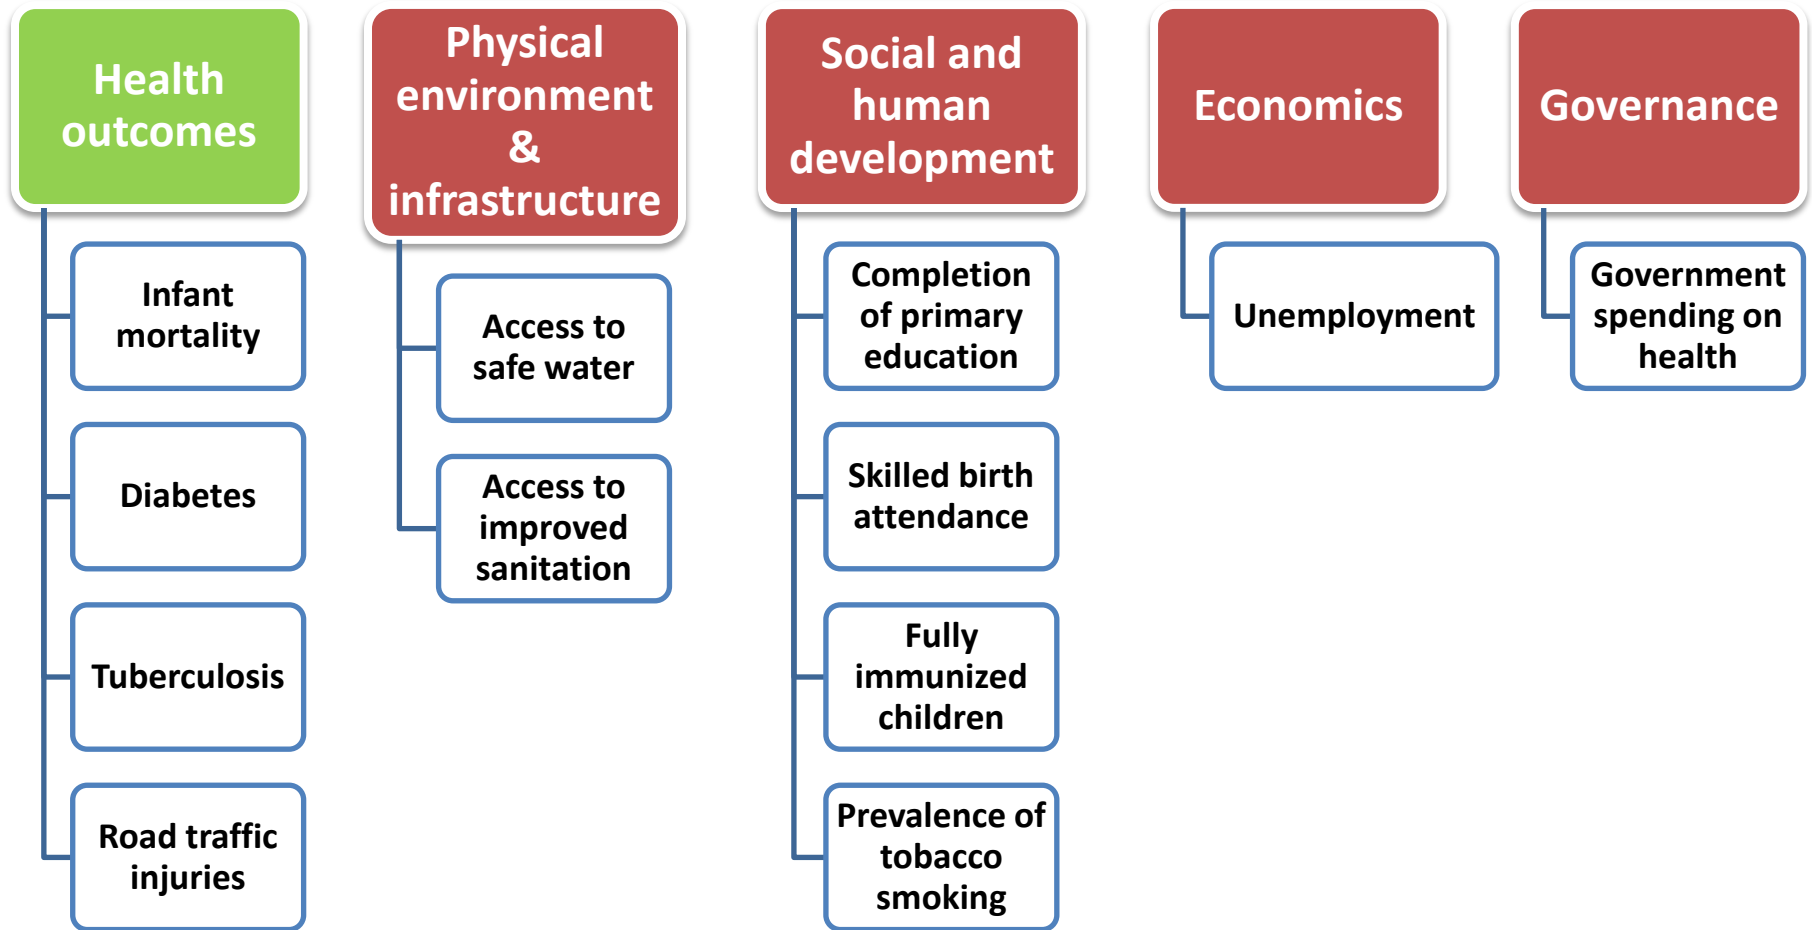 Health
outcomes
Infant
mortality
Diabetes
Tuberculosis
Road traffic
injuries
Physical
environment
&
infrastructure
Access to
safe water
Access to
improved
sanitation
Social and
human
development
Completion
of primary
education
Skilled birth
attendance
Fully
immunized
children
Prevalence of
tobacco
smoking
Economics
Unemployment
Governance
Government
spending on
health